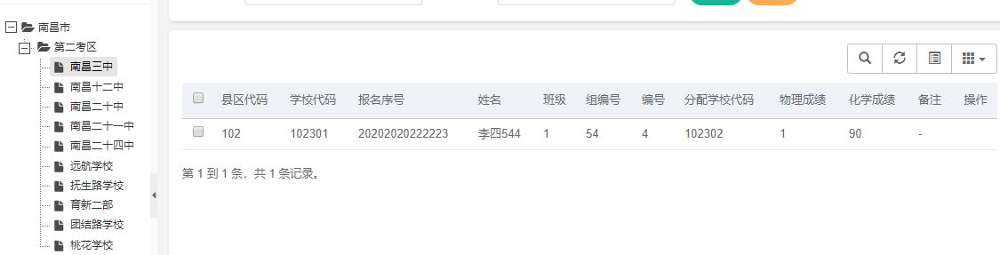 南昌市
第二考区
南昌三中
南昌十二中
南昌二十中
南昌二十一中
南昌二十四中
远航学校
抚生路学校
育新二部
团结路学校
桃花学校
县区代码 学校代码 报名序号 姓名 班级 组编号 编号 分配学校代码 物理成绩 化学成绩 备注 操作
102 102301 20202020222223 李四544 1 54 4 102302 1 90 -
第 1 到 1 条，共 1 条记录。